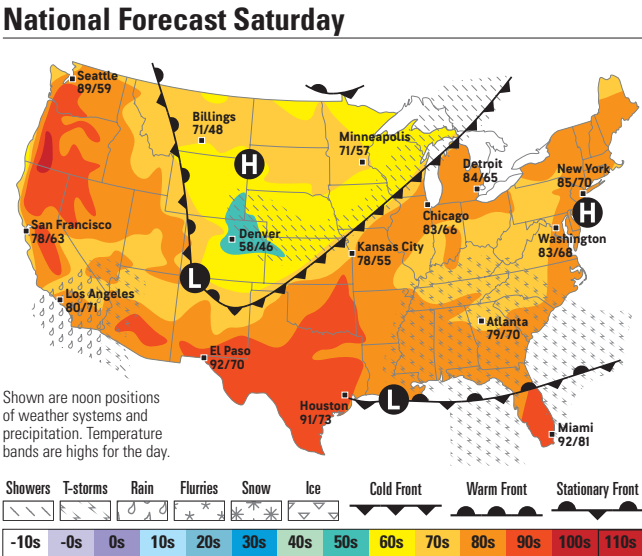 National Forecast Saturday
Seattle
89/59
Billings
71/48
Minneapolis
71/57
H
Detroit
84/65
New York
85/70
H
San Francisco
78/63
Denver
58/46
Chicago
83/66
Washington
83/68
Kansas City
78/55
L
Los Angeles
80/71
Atlanta
79/70
El Paso
92/70
Houston
91/73
L
Miami
92/81
Shown are noon positions
of weather systems and
precipitation. Temperature
bands are highs for the day.
Showers T-storms Rain Flurries Snow Ice Cold Front Warm Front Stationary Front
-10s -0s 0s 10s 20s 30s 40s 50s 60s 70s 80s 90s 100s 110s